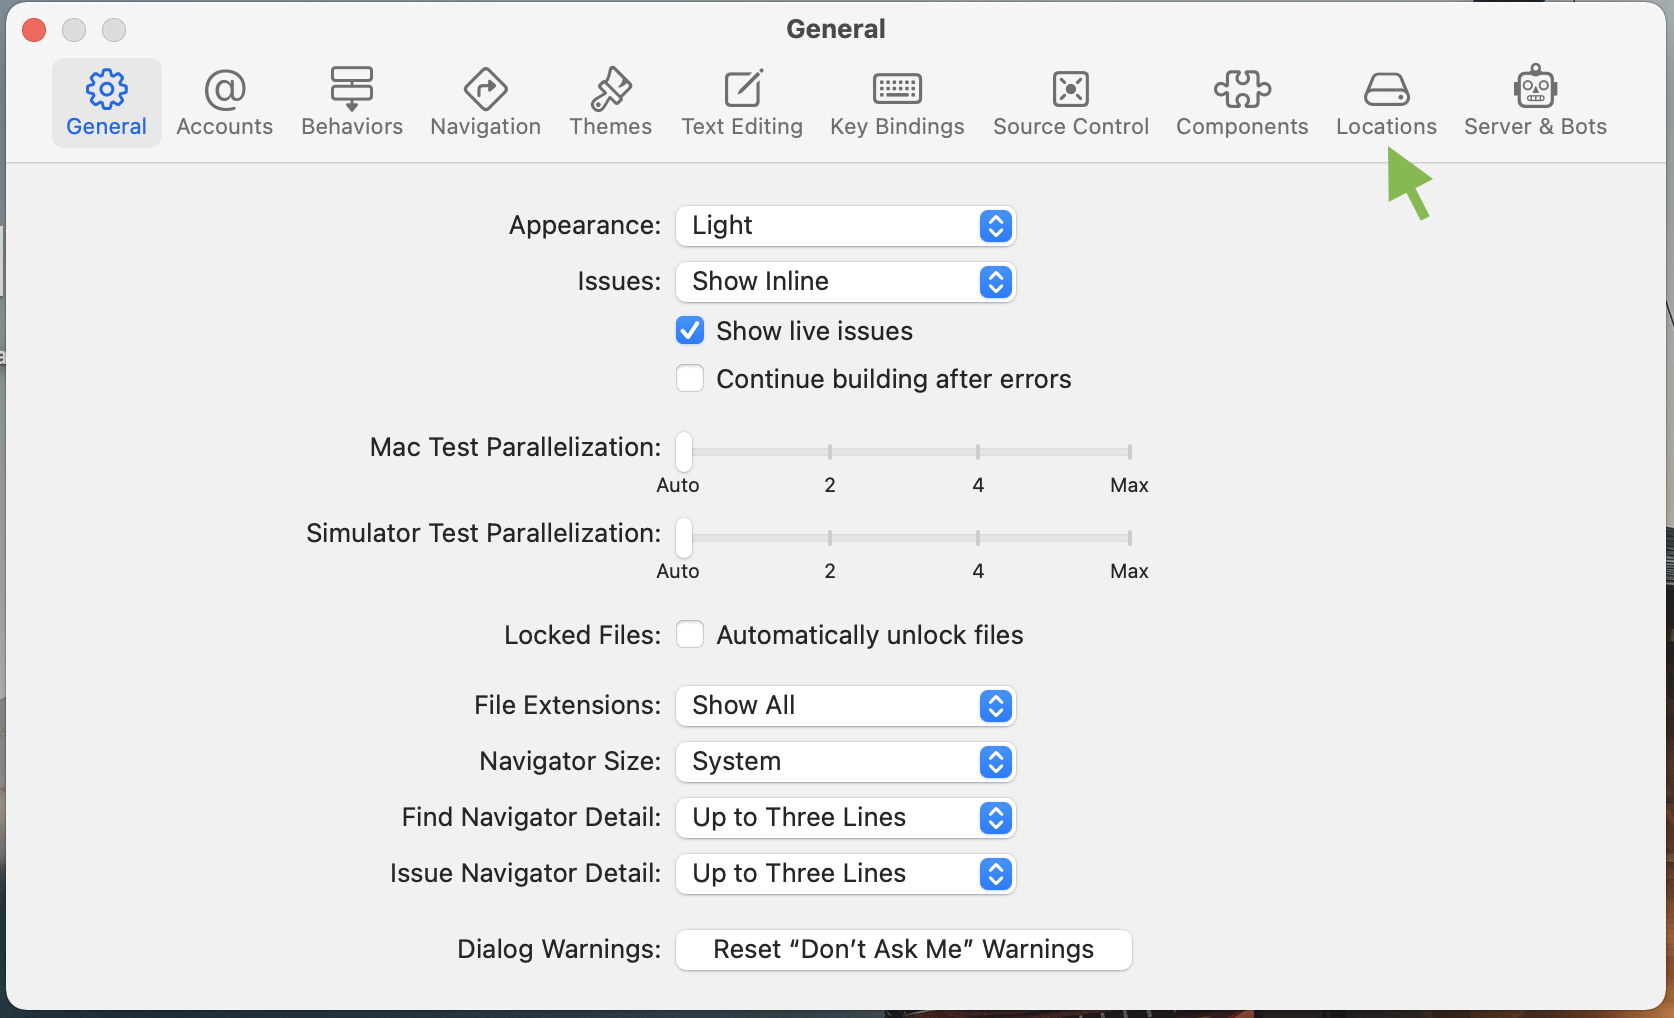 General
General Accounts Behaviors Navigation Themes Text Editing Key Bindings Source Control Components Locations Server & Bots
Appearance: Light
Issues: Show Inline
Show live issues
Continue building after errors
Mac Test Parallelization:
Auto 2 4 Max
Simulator Test Parallelization:
Auto 2 4 Max
Locked Files: Automatically unlock files
File Extensions: Show All
Navigator Size: System
Find Navigator Detail: Up to Three Lines
Issue Navigator Detail: Up to Three Lines
Dialog Warnings: Reset “Don’t Ask Me” Warnings